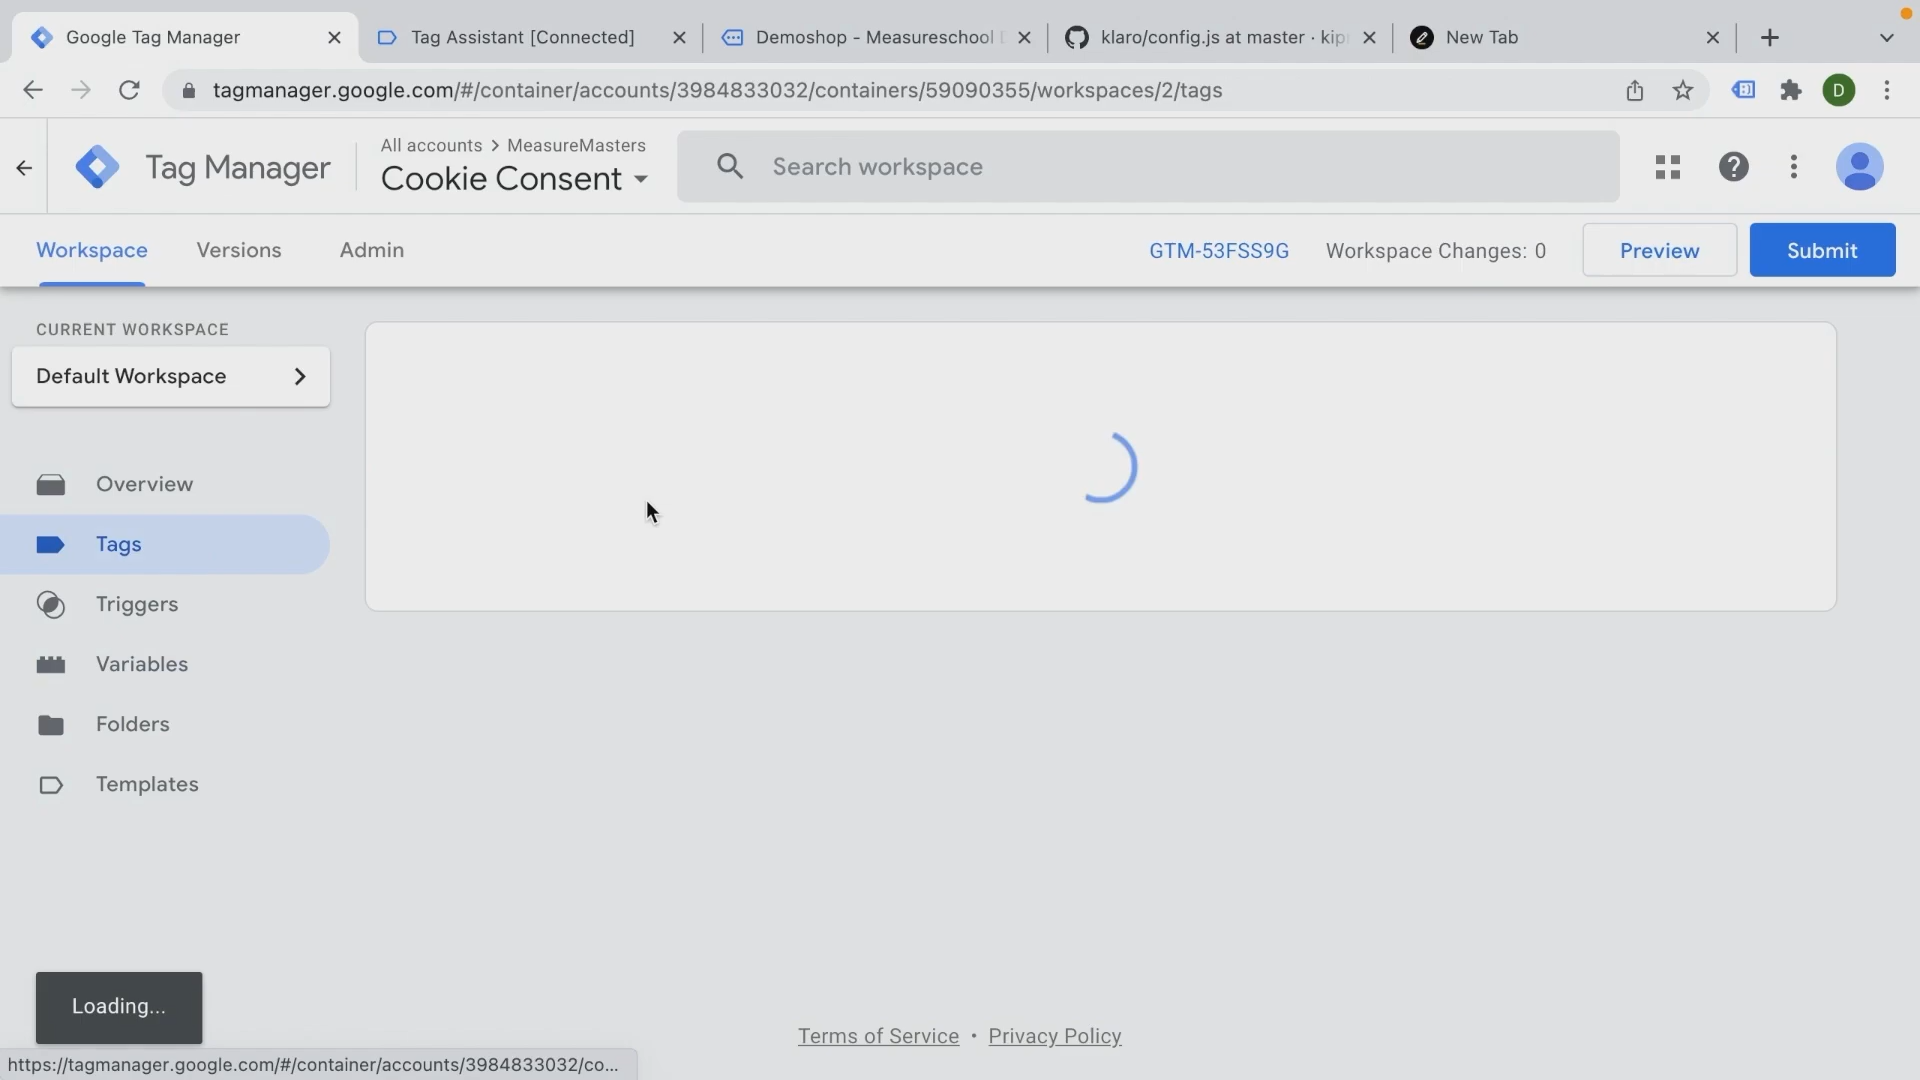 Google Tag Manager
Tag Assistant [Connected]
Demoshop - Measureschool
klaro/config.js at master · kip
New Tab
tagmanager.google.com/#/container/accounts/3984833032/containers/59090355/workspaces/2/tags
D
Tag Manager
All accounts > MeasureMasters
Cookie Consent
Search workspace
Workspace
Versions
Admin
GTM-53FSS9G
Workspace Changes: 0
Preview
Submit
CURRENT WORKSPACE
Default Workspace
Overview
Tags
Triggers
Variables
Folders
Templates
Loading...
Terms of Service • Privacy Policy
https://tagmanager.google.com/#/container/accounts/3984833032/co...